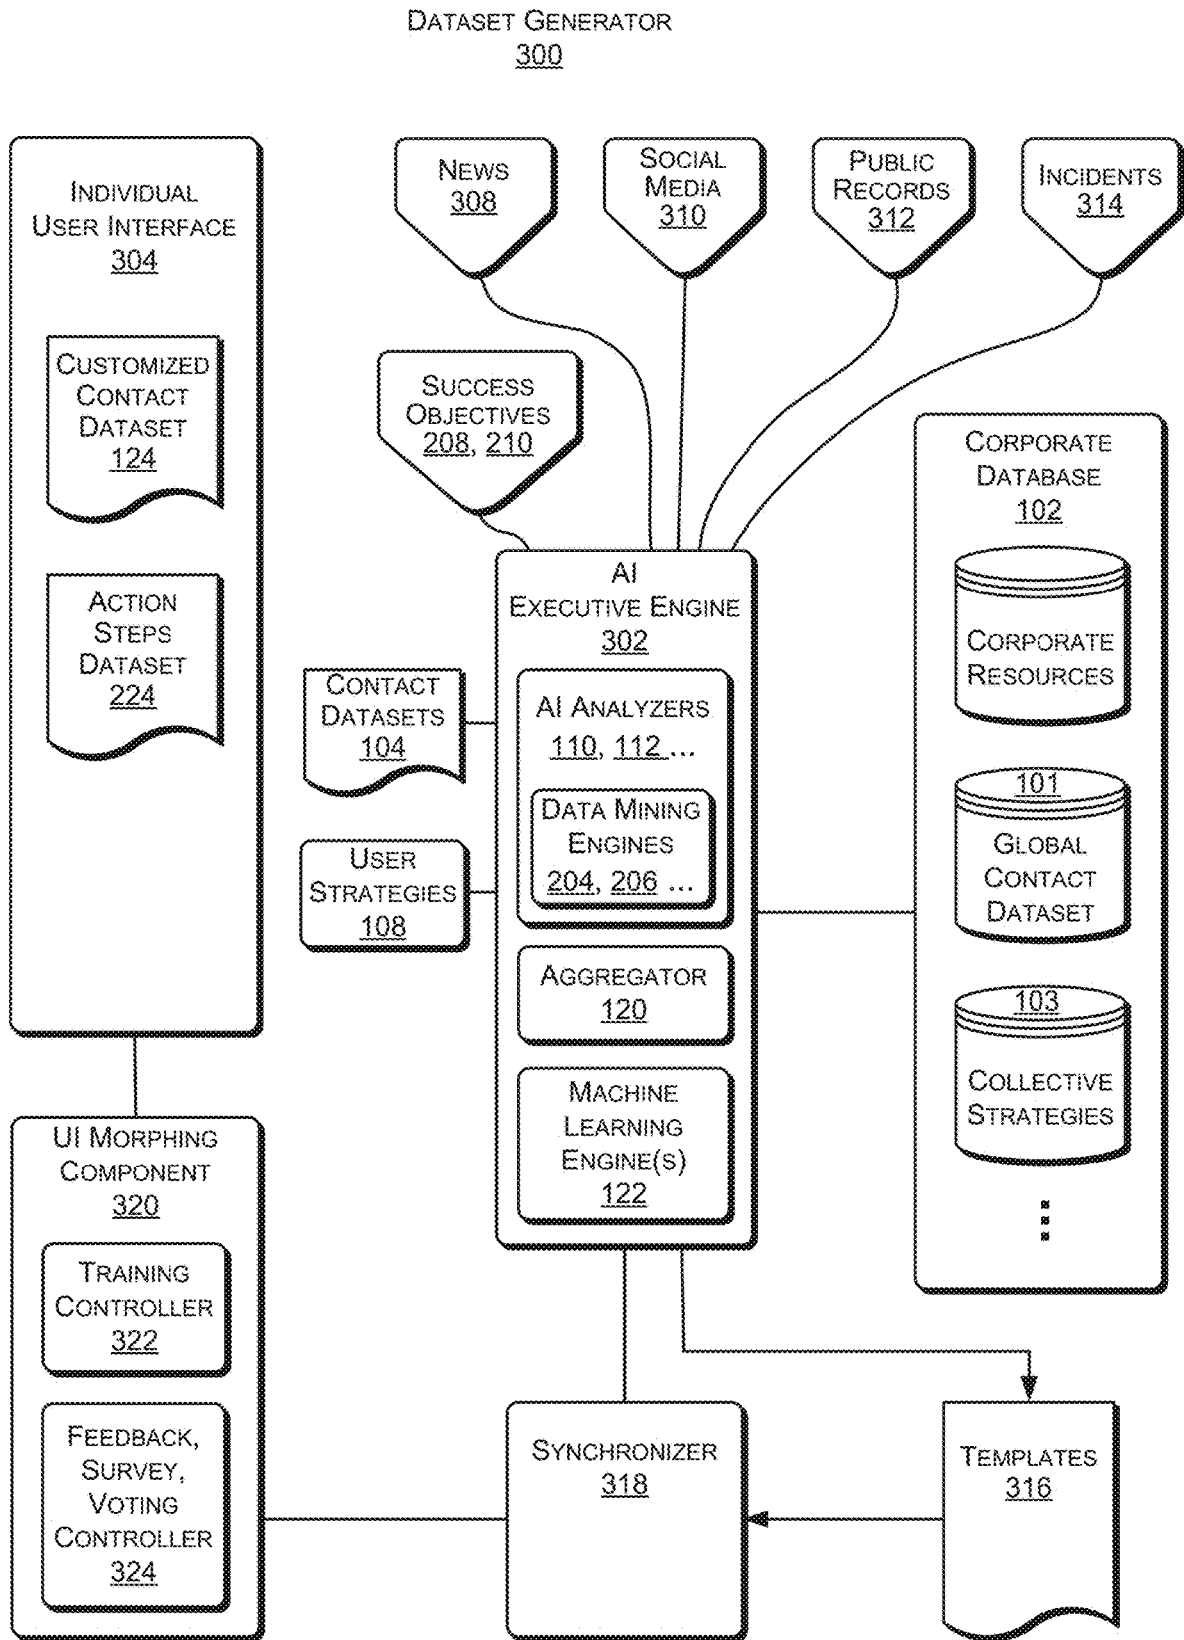 DATASET GENERATOR
300
INDIVIDUAL
USER INTERFACE
304
CUSTOMIZED
CONTACT
DATASET
124
ACTION
STEPS
DATASET
224
NEWS
308
SOCIAL
MEDIA
310
PUBLIC
RECORDS
312
INCIDENTS
314
SUCCESS
OBJECTIVES
208, 210
AI
EXECUTIVE ENGINE
302
AI ANALYZERS
110, 112 ...
DATA MINING
ENGINES
204, 206 ...
AGGREGATOR
120
MACHINE
LEARNING
ENGINE(S)
122
CONTACT
DATASETS
104
USER
STRATEGIES
108
CORPORATE
DATABASE
102
CORPORATE
RESOURCES
101
GLOBAL
CONTACT
DATASET
103
COLLECTIVE
STRATEGIES
UI MORPHING
COMPONENT
320
TRAINING
CONTROLLER
322
FEEDBACK,
SURVEY,
VOTING
CONTROLLER
324
SYNCHRONIZER
318
TEMPLATES
316